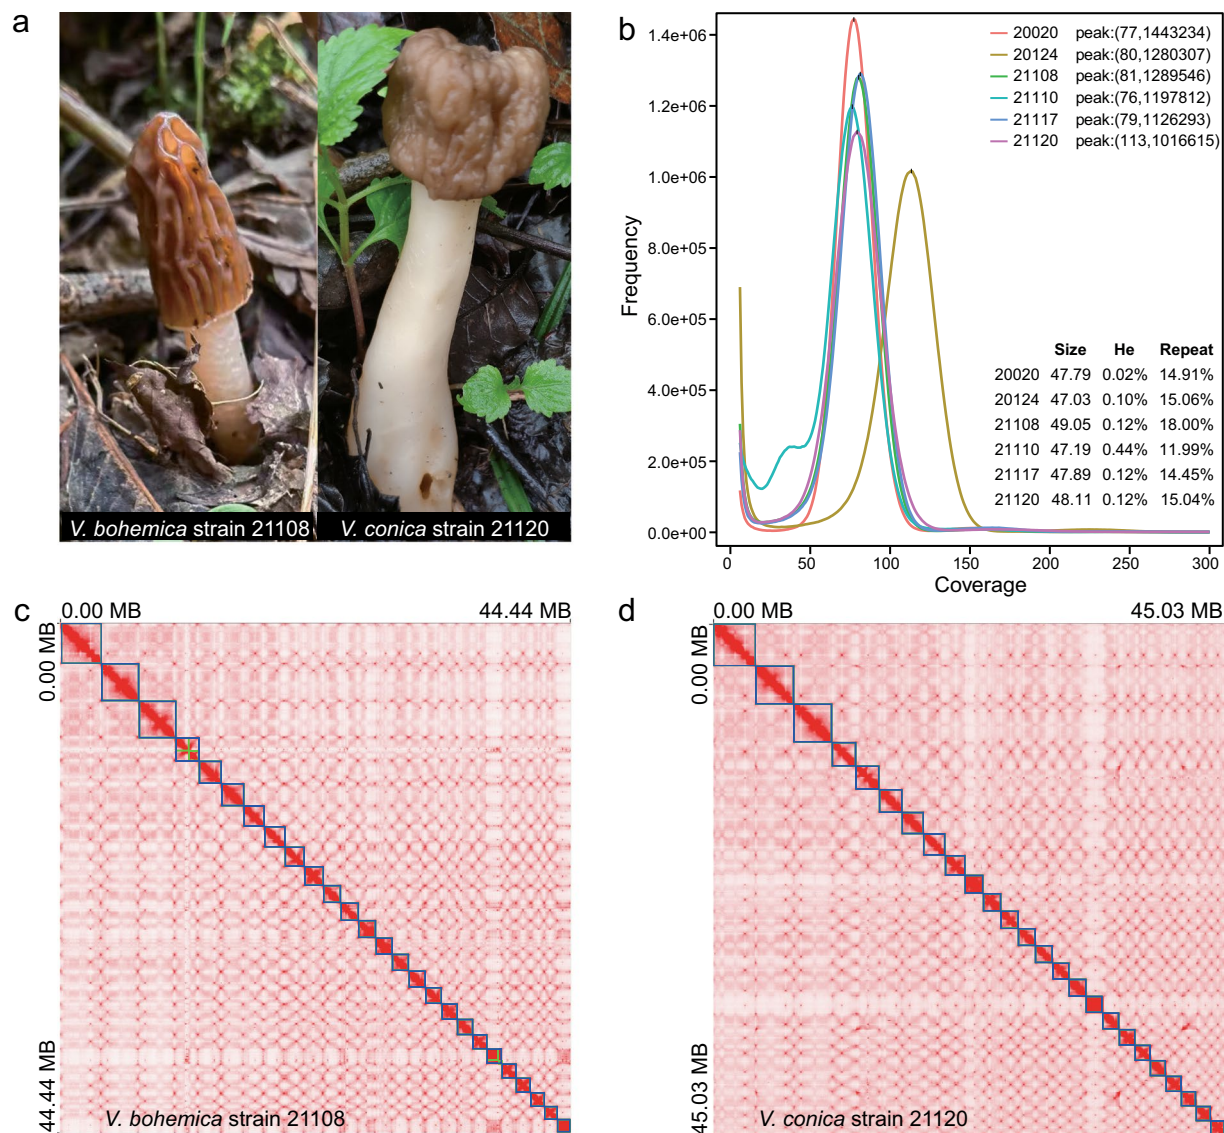 a
V. bohemica strain 21108
V. conica strain 21120
b
Frequency
1.4e+06
1.2e+06
1.0e+06
8.0e+05
6.0e+05
4.0e+05
2.0e+05
0.0e+00
0 50 100 150 200 250 300
Coverage
20020 peak:(77,1443234)
20124 peak:(80,1280307)
21108 peak:(81,1289546)
21110 peak:(76,1197812)
21117 peak:(79,1126293)
21120 peak:(113,1016615)
Size He Repeat
20020 47.79 0.02% 14.91%
20124 47.03 0.10% 15.06%
21108 49.05 0.12% 18.00%
21110 47.19 0.44% 11.99%
21117 47.89 0.12% 14.45%
21120 48.11 0.12% 15.04%
c
0.00 MB 44.44 MB
0.00 MB
44.44 MB
V. bohemica strain 21108
d
0.00 MB 45.03 MB
0.00 MB
45.03 MB
V. conica strain 21120